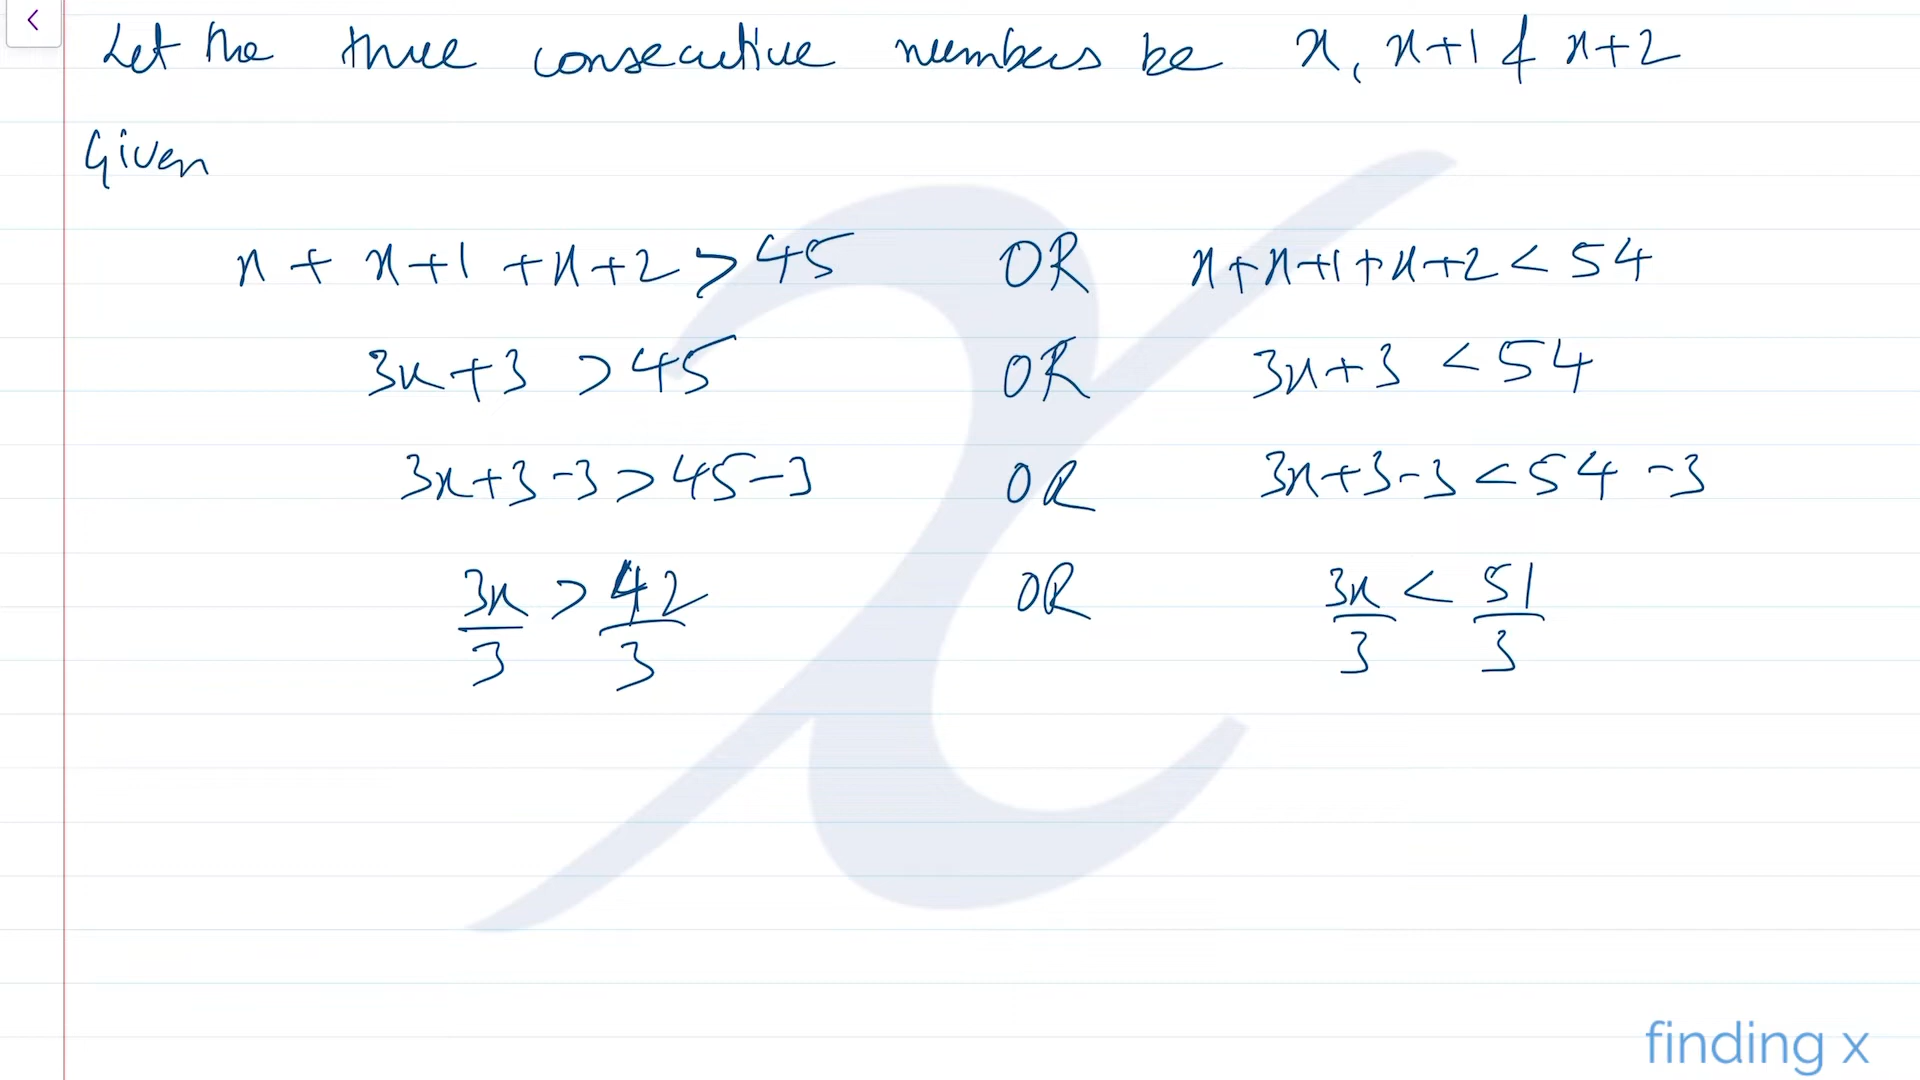 Let the three consecutive numbers be x, x+1 & x+2
Given
x + x+1 + x+2 > 45 OR x+x+1+x+2 < 54
3x+3 > 45 OR 3x+3 < 54
3x+3-3 > 45-3 OR 3x+3-3 < 54-3
3x/3 > 42/3 OR 3x/3 < 51/3
finding x